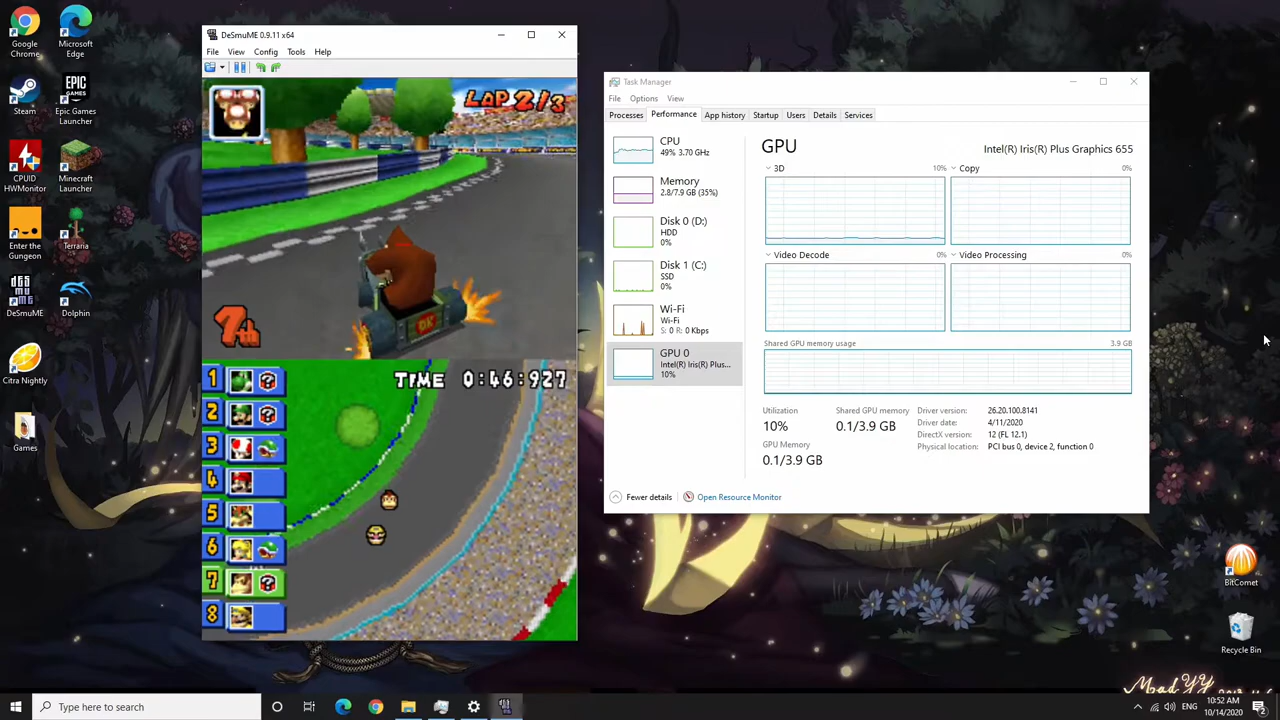 Google
Chrome
Microsoft
Edge
Steam
Epic Games
Launcher
CPUID
HWMonitor
Minecraft
Launcher
Enter the
Gungeon
Terraria
DeSmuME
Dolphin
Citra Nightly
Games
DeSmuME 0.9.11 x64
File View Config Tools Help
LAP 2/3
DK
7th
TIME 0:46:927
1
2
3
4
5
6
7
8
Task Manager
File Options View
Processes Performance App history Startup Users Details Services
CPU
49% 3.70 GHz
Memory
2.8/7.9 GB (35%)
Disk 0 (D:)
HDD
0%
Disk 1 (C:)
SSD
0%
Wi-Fi
Wi-Fi
S: 0 R: 0 Kbps
GPU 0
Intel(R) Iris(R) Plus...
10%
GPU
Intel(R) Iris(R) Plus Graphics 655
3D 10% Copy 0%
Video Decode 0% Video Processing 0%
Shared GPU memory usage 3.9 GB
Utilization
10%
Shared GPU memory
0.1/3.9 GB
GPU Memory
0.1/3.9 GB
Driver version: 26.20.100.8141
Driver date: 4/11/2020
DirectX version: 12 (FL 12.1)
Physical location: PCI bus 0, device 2, function 0
Fewer details Open Resource Monitor
EPIC
GAMES
BitComet
Recycle Bin
Type here to search
ENG
10:52 AM
10/14/2020
2